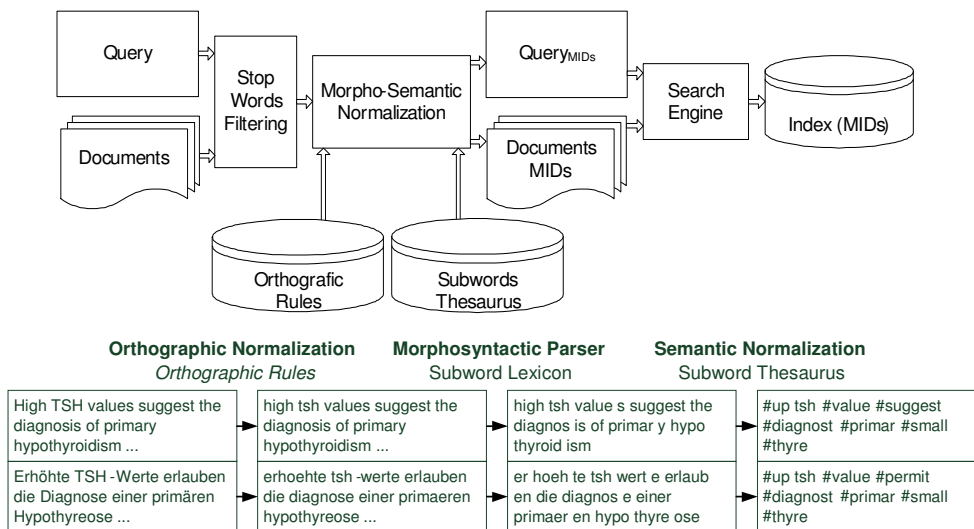 Query
Stop
Words
Filtering
Morpho-Semantic
Normalization
QueryMIDs
Search
Engine
Index (MIDs)
Documents
Documents
MIDs
Orthografic
Rules
Subwords
Thesaurus
Orthographic Normalization
Orthographic Rules
Morphosyntactic Parser
Subword Lexicon
Semantic Normalization
Subword Thesaurus
High TSH values suggest the
diagnosis of primary
hypothyroidism ...
high tsh values suggest the
diagnosis of primary
hypothyroidism ...
high tsh value s suggest the
diagnos is of primar y hypo
thyroid ism
#up tsh #value #suggest
#diagnost #primar #small
#thyre
Erhöhte TSH -Werte erlauben
die Diagnose einer primären
Hypothyreose ...
erhoehte tsh -werte erlauben
die diagnose einer primaeren
hypothyreose ...
er hoeh te tsh wert e erlaub
en die diagnos e einer
primaer en hypo thyre ose
#up tsh #value #permit
#diagnost #primar #small
#thyre